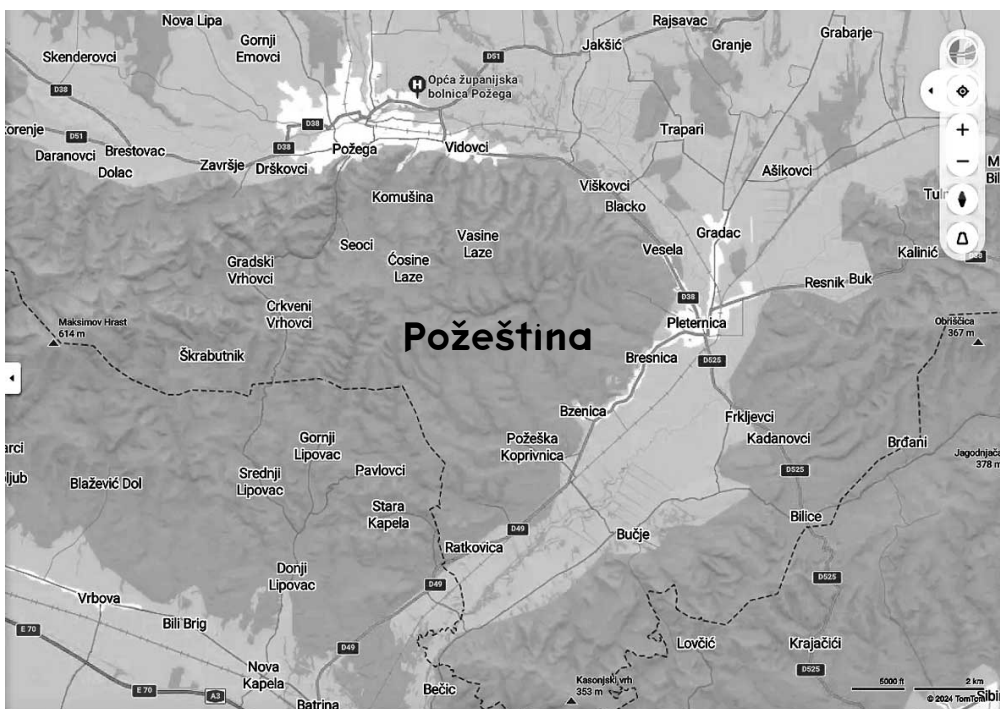 Nova Lipa
Rajsavac
Gornji
Emovci
Skenderovci
Jakšić
Granje
Grabarje
D51
D38
H
Opća županijska
bolnica Požega
D38
D51
D38
Trapari
Daranovci
Brestovac
Dolac
Završje
Drškovci
Požega
Vidovci
Ašikovci
Viškovci
Blacko
Komušina
Gradac
Vesela
Kalinić
D38
Seoci
Vasine
Laze
Ćosine
Laze
Gradski
Vrhovci
Resnik
Buk
D38
Crkveni
Vrhovci
Pleternica
Maksimov Hrast
614 m
Obriščica
367 m
Požeština
Škrabutnik
Bresnica
D525
Bzenica
Frkljevci
Kadanovci
Gornji
Lipovac
Požeška
Koprivnica
Brđani
Jagodnjača
378 m
Srednji
Lipovac
Pavlovci
D525
Blažević Dol
Stara
Kapela
Bilice
D49
Bučje
Ratkovica
Donji
Lipovac
D49
D525
Vrbova
Bili Brig
E 70
D49
Lovčić
Krajačići
D525
Nova
Kapela
E 70
A3
Batrina
Bečic
Kasonjski vrh
353 m
5000 ft
2 km
© 2024 TomTom